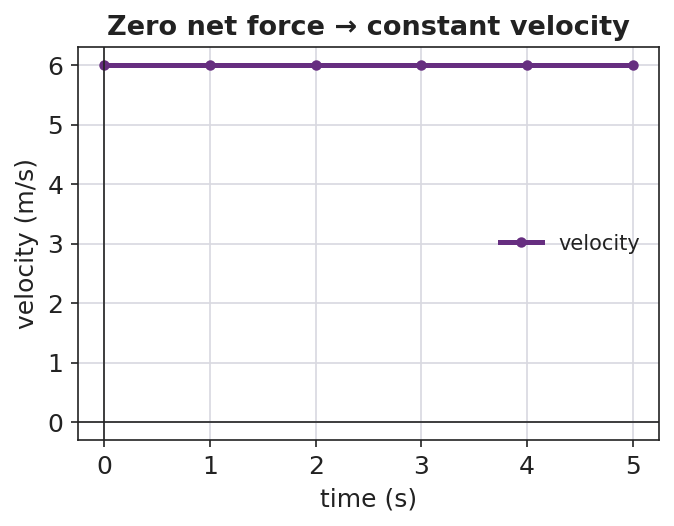 Zero net force → constant velocity
velocity (m/s)
6
5
4
3
2
1
0
velocity
0 1 2 3 4 5
time (s)